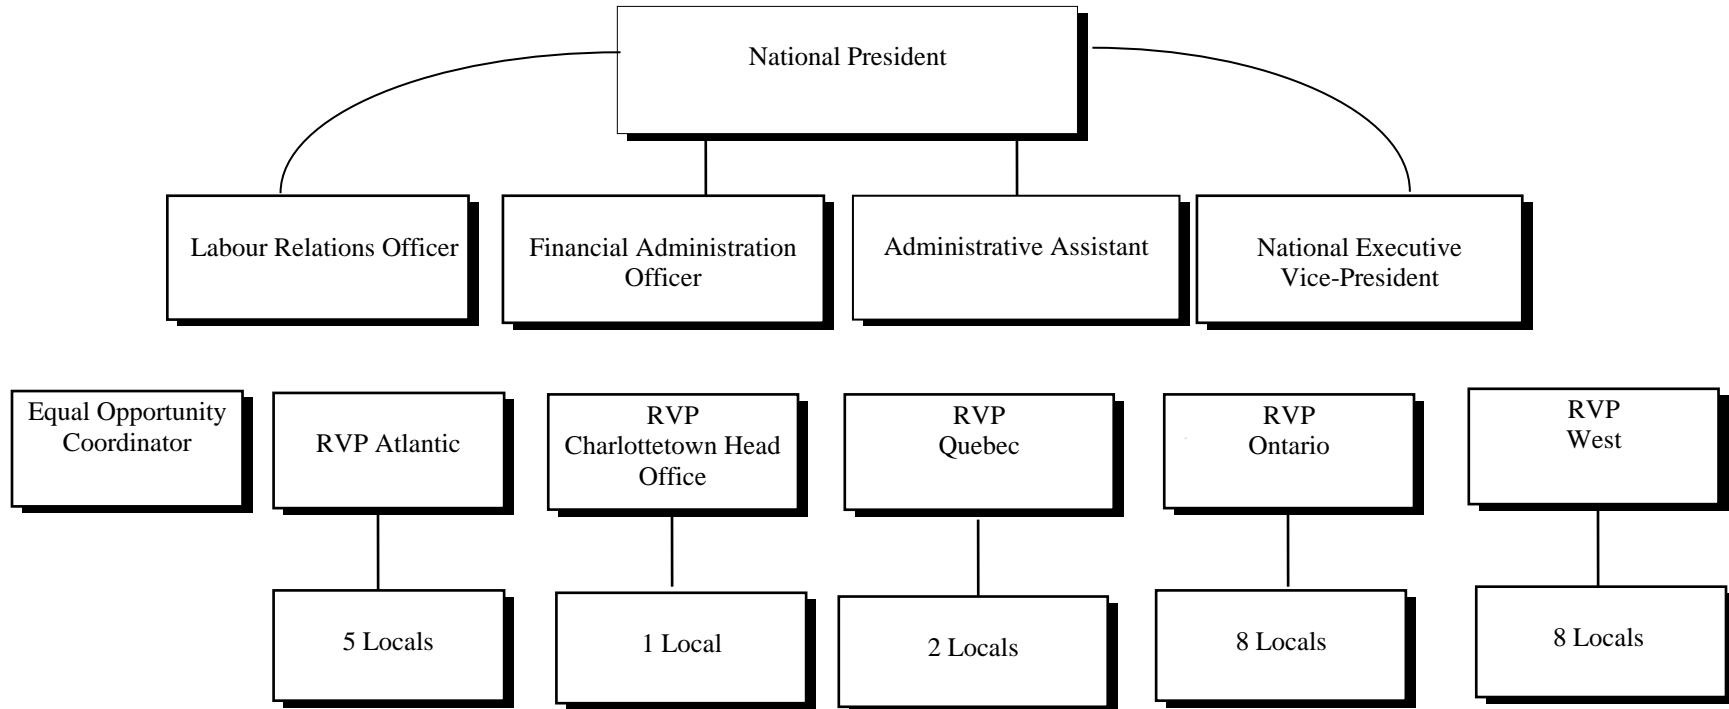 National President
Labour Relations Officer
Financial Administration
Officer
Administrative Assistant
National Executive
Vice-President
Equal Opportunity
Coordinator
RVP Atlantic
RVP
Charlottetown Head
Office
RVP
Quebec
RVP
Ontario
RVP
West
5 Locals
1 Local
2 Locals
8 Locals
8 Locals